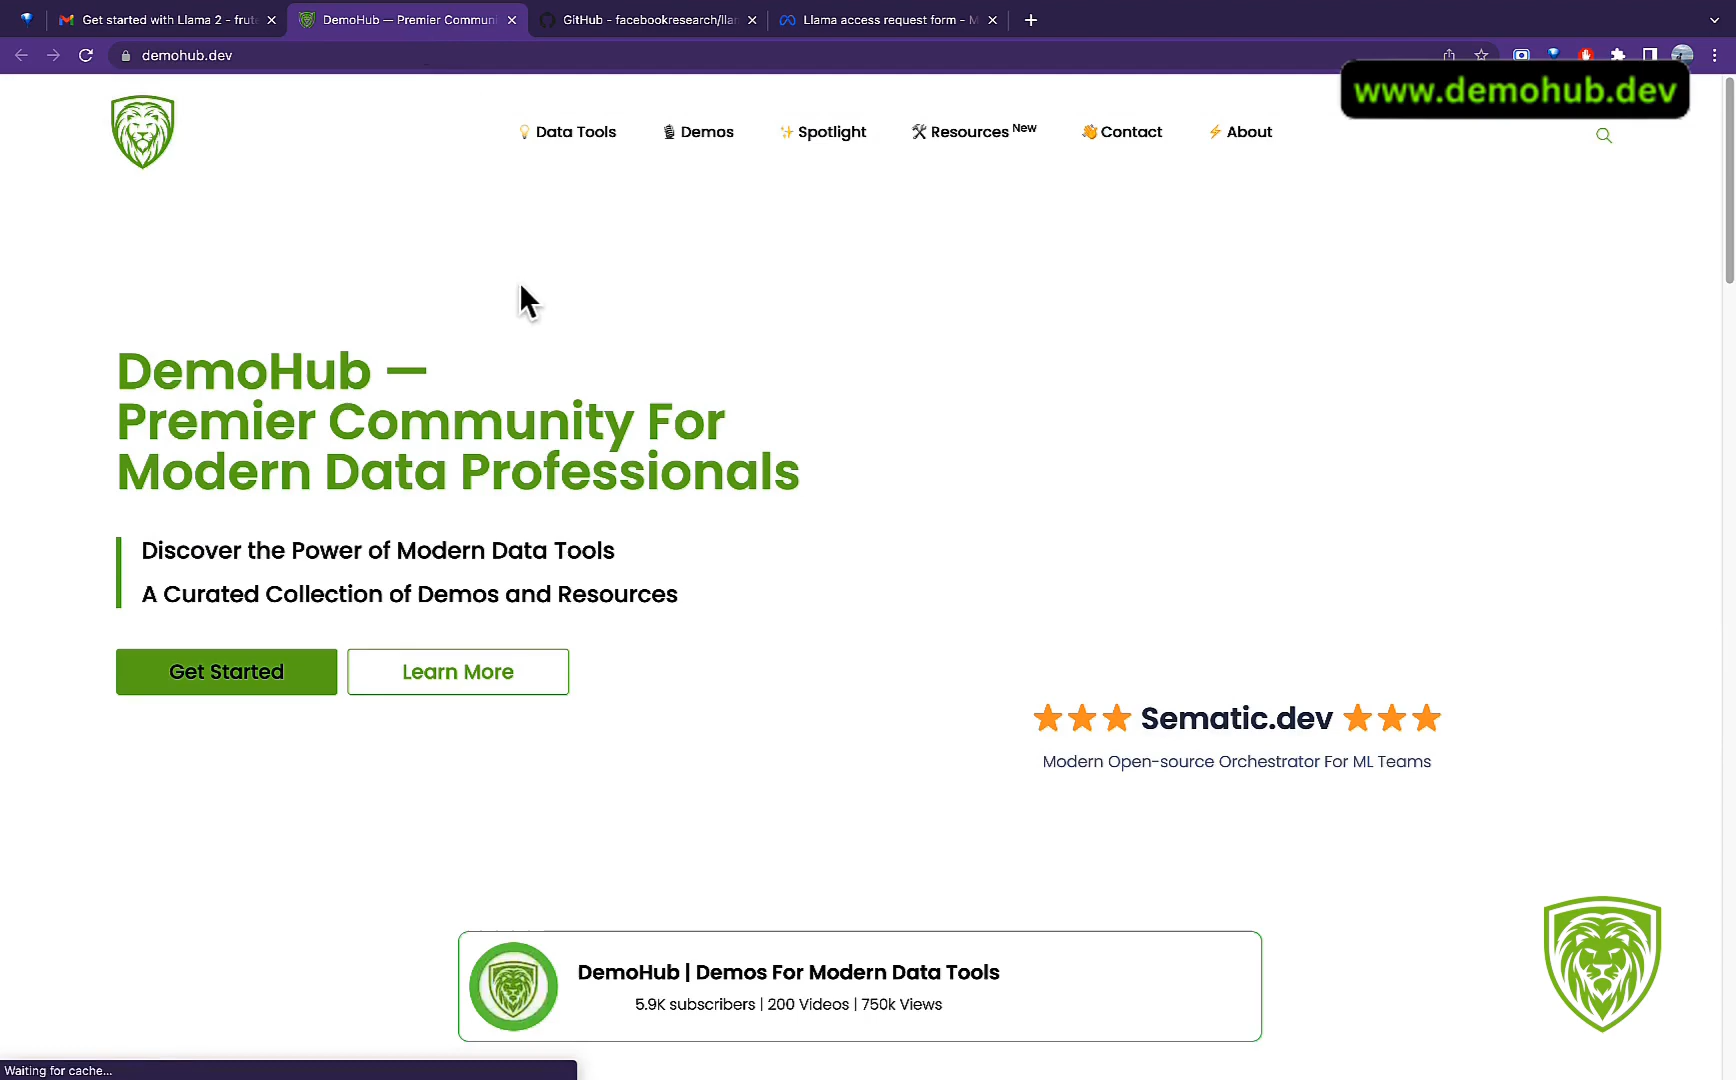 Get started with Llama 2 - frute
DemoHub — Premier Communi
GitHub - facebookresearch/llam
Llama access request form - M
demohub.dev
www.demohub.dev
Data Tools
Demos
Spotlight
Resources New
Contact
About
DemoHub —
Premier Community For
Modern Data Professionals
Discover the Power of Modern Data Tools
A Curated Collection of Demos and Resources
Get Started
Learn More
Sematic.dev
Modern Open-source Orchestrator For ML Teams
DemoHub | Demos For Modern Data Tools
5.9K subscribers | 200 Videos | 750k Views
Waiting for cache...